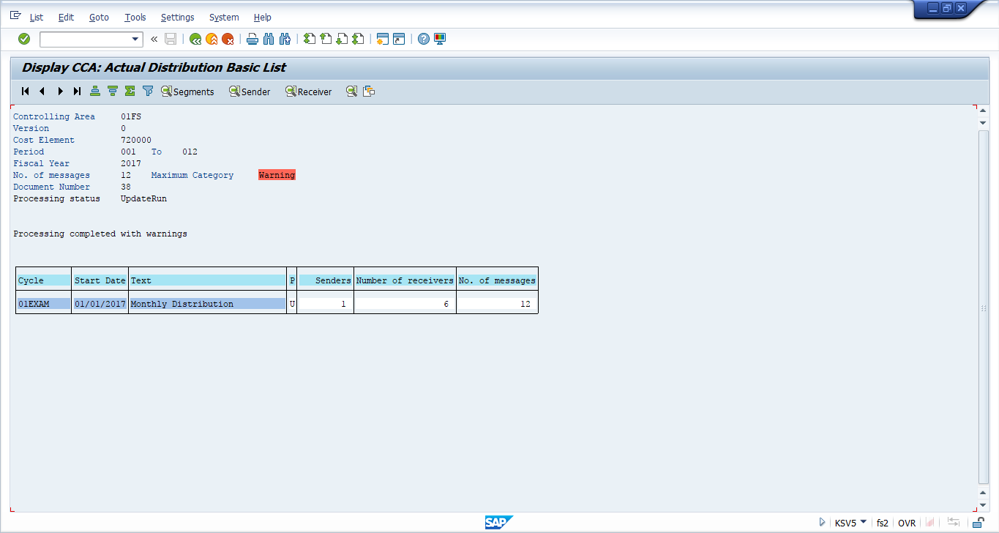 List Edit Goto Tools Settings System Help
«
Display CCA: Actual Distribution Basic List
Segments Sender Receiver
Controlling Area 01FS
Version 0
Cost Element 720000
Period 001 To 012
Fiscal Year 2017
No. of messages 12 Maximum Category Warning
Document Number 38
Processing status UpdateRun
Processing completed with warnings
Cycle Start Date Text P Senders Number of receivers No. of messages
01EXAM 01/01/2017 Monthly Distribution U 1 6 12
SAP KSV5 fs2 OVR